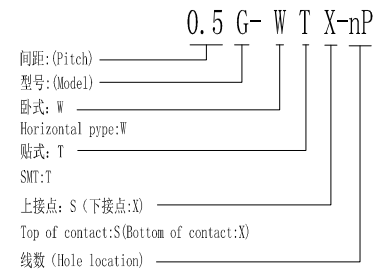 0.5 G- W T X-nP
间距:(Pitch)
型号:(Model)
卧式: W
Horizontal pype:W
贴式: T
SMT:T
上接点: S (下接点:X)
Top of contact:S(Bottom of contact:X)
线数 (Hole location)